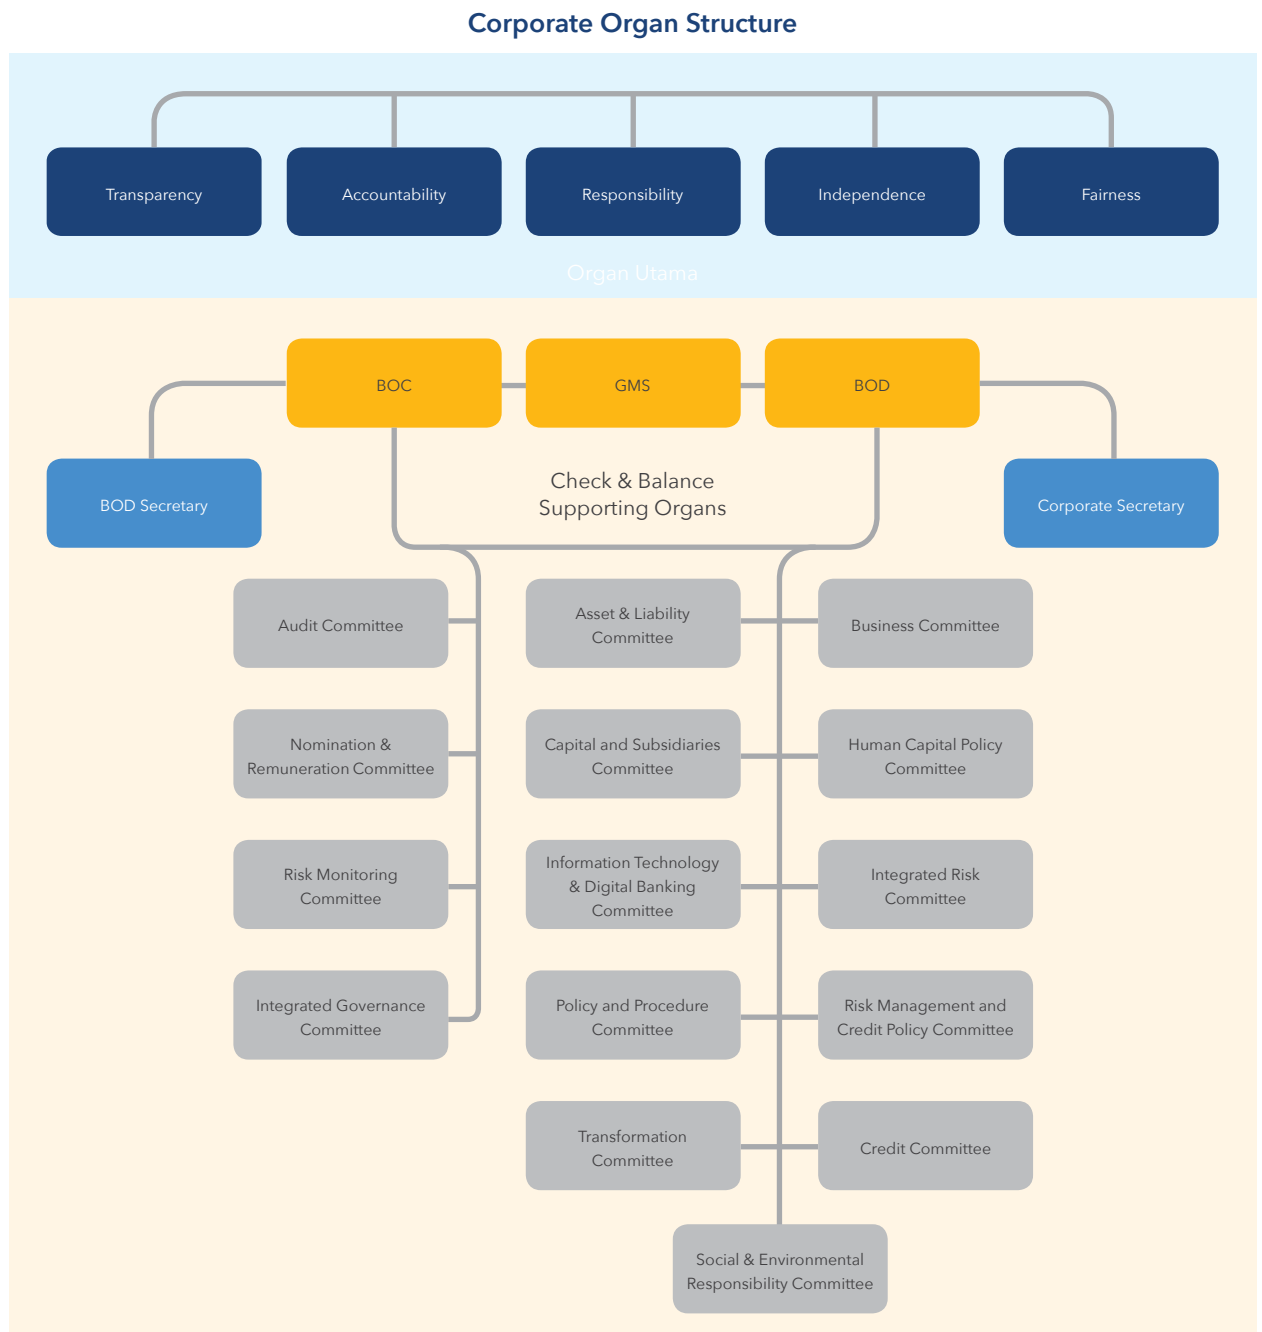 Corporate Organ Structure
Transparency
Accountability
Responsibility
Independence
Fairness
Organ Utama
BOC
GMS
BOD
BOD Secretary
Check & Balance
Supporting Organs
Corporate Secretary
Audit Committee
Asset & Liability
Committee
Business Committee
Nomination &
Remuneration Committee
Capital and Subsidiaries
Committee
Human Capital Policy
Committee
Risk Monitoring
Committee
Information Technology
& Digital Banking
Committee
Integrated Risk
Committee
Integrated Governance
Committee
Policy and Procedure
Committee
Risk Management and
Credit Policy Committee
Transformation
Committee
Credit Committee
Social & Environmental
Responsibility Committee